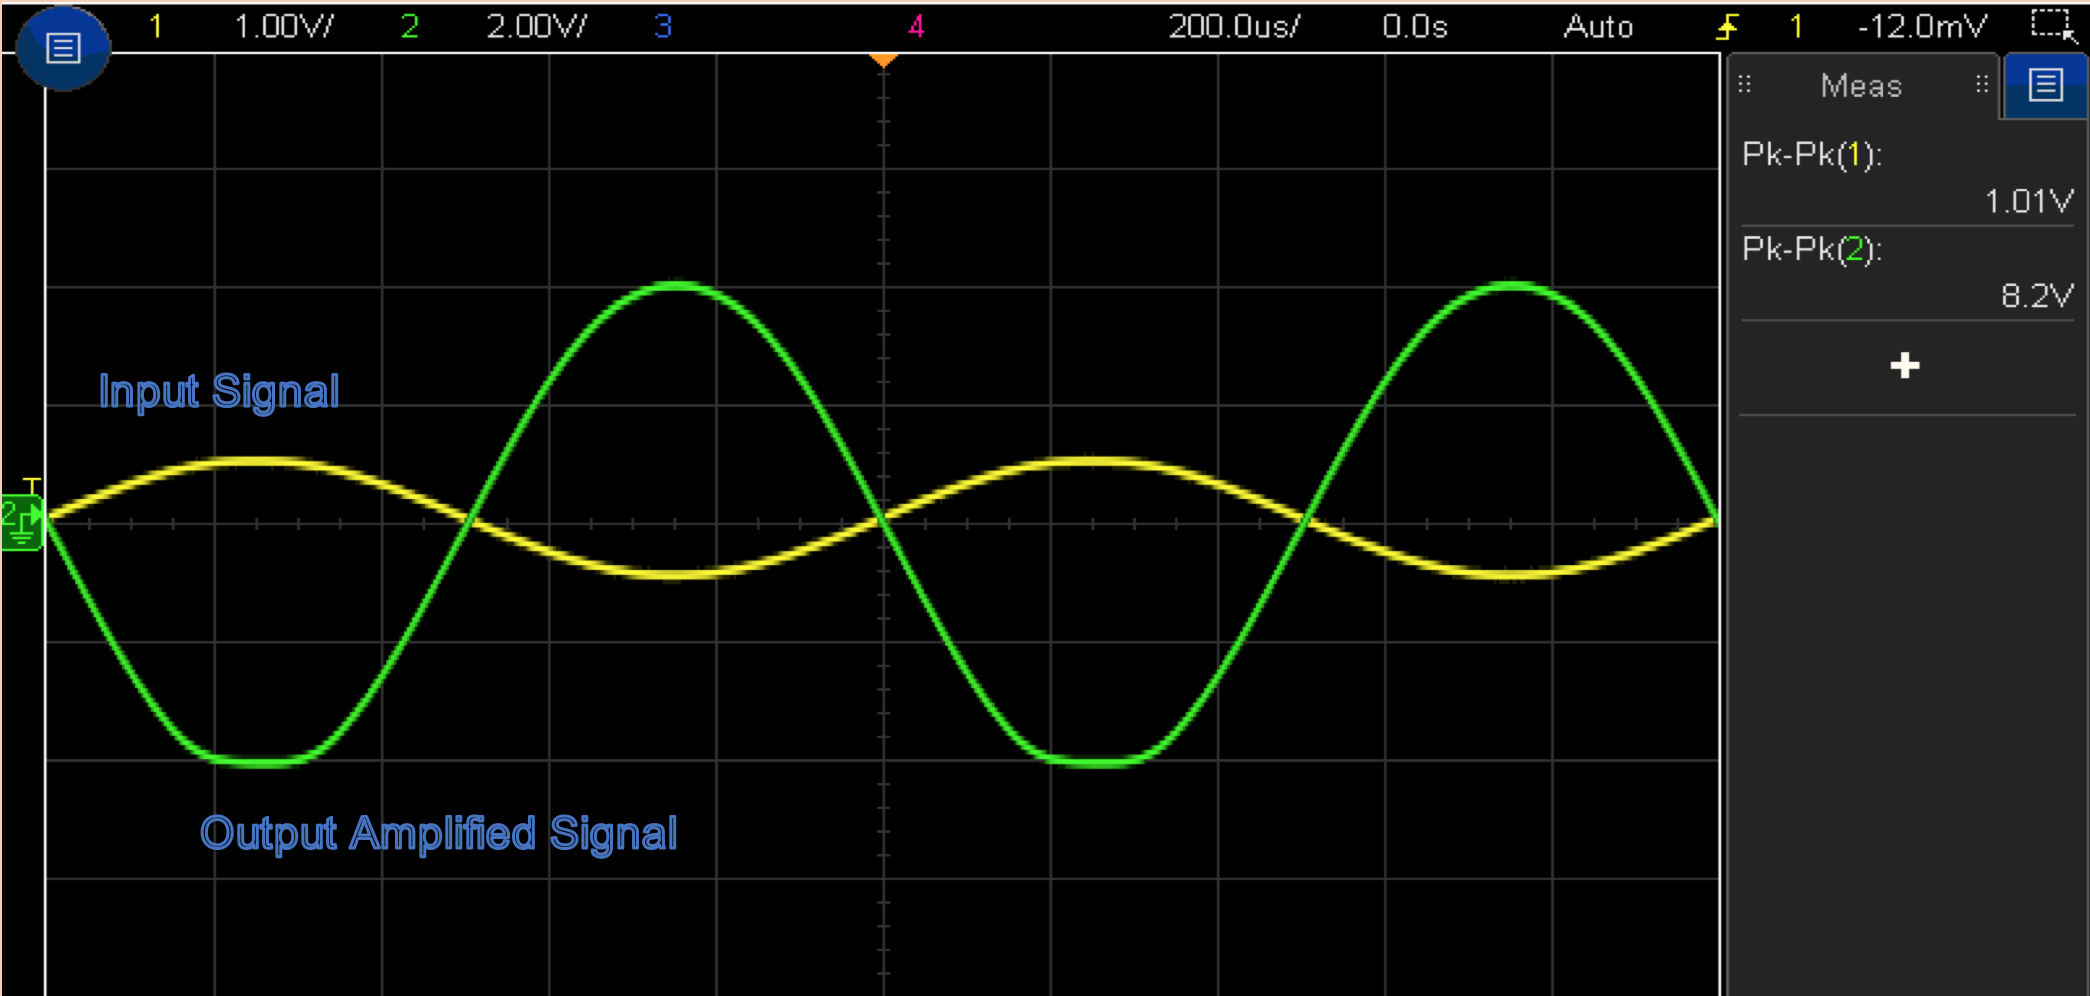 1 1.00V/ 2 2.00V/ 3 4 200.0us/ 0.0s Auto 1 -12.0mV
Meas
Pk-Pk(1):
1.01V
Pk-Pk(2):
8.2V
Input Signal
T
2
Output Amplified Signal